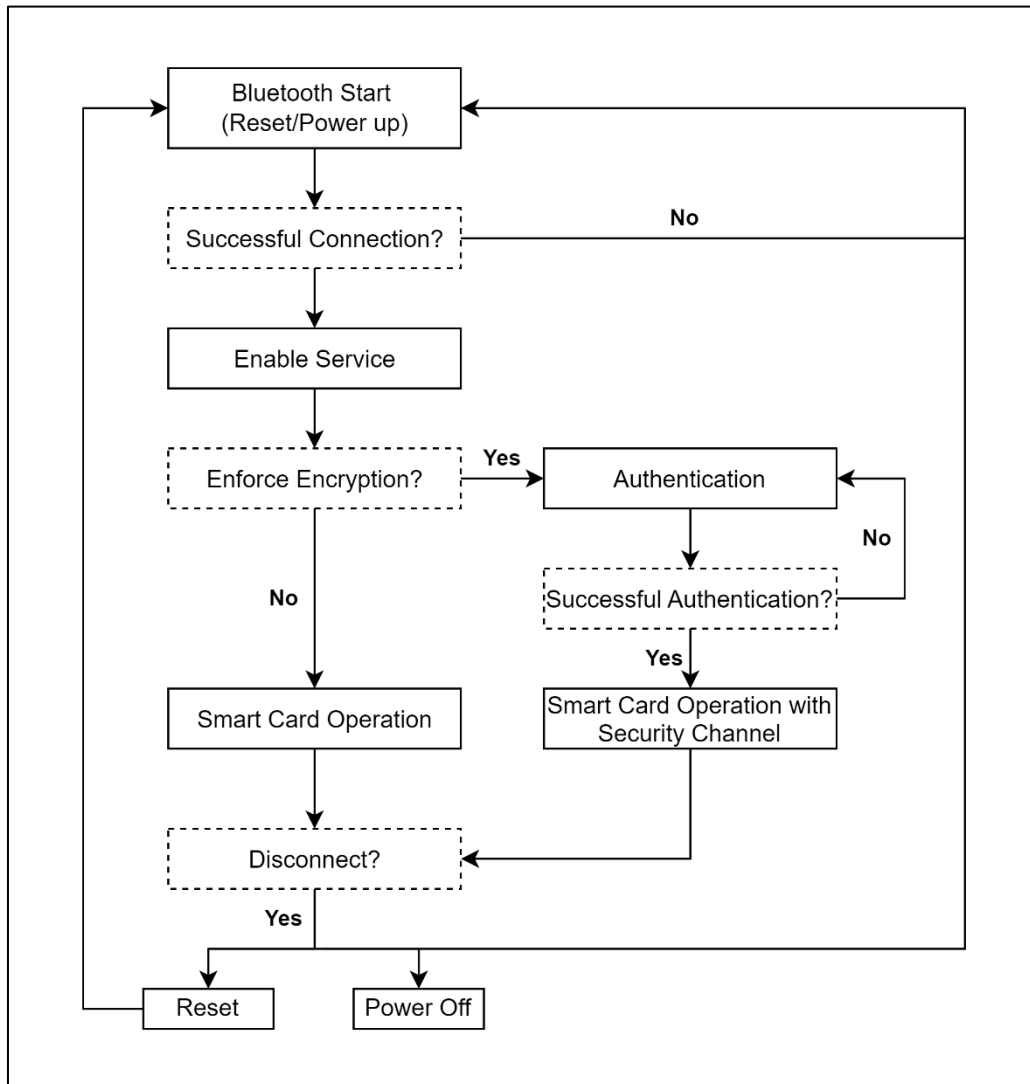 Bluetooth Start
(Reset/Power up)
Successful Connection?
No
Enable Service
Enforce Encryption?
Yes
Authentication
No
No
Successful Authentication?
Yes
Smart Card Operation
Smart Card Operation with
Security Channel
Disconnect?
Yes
Reset
Power Off